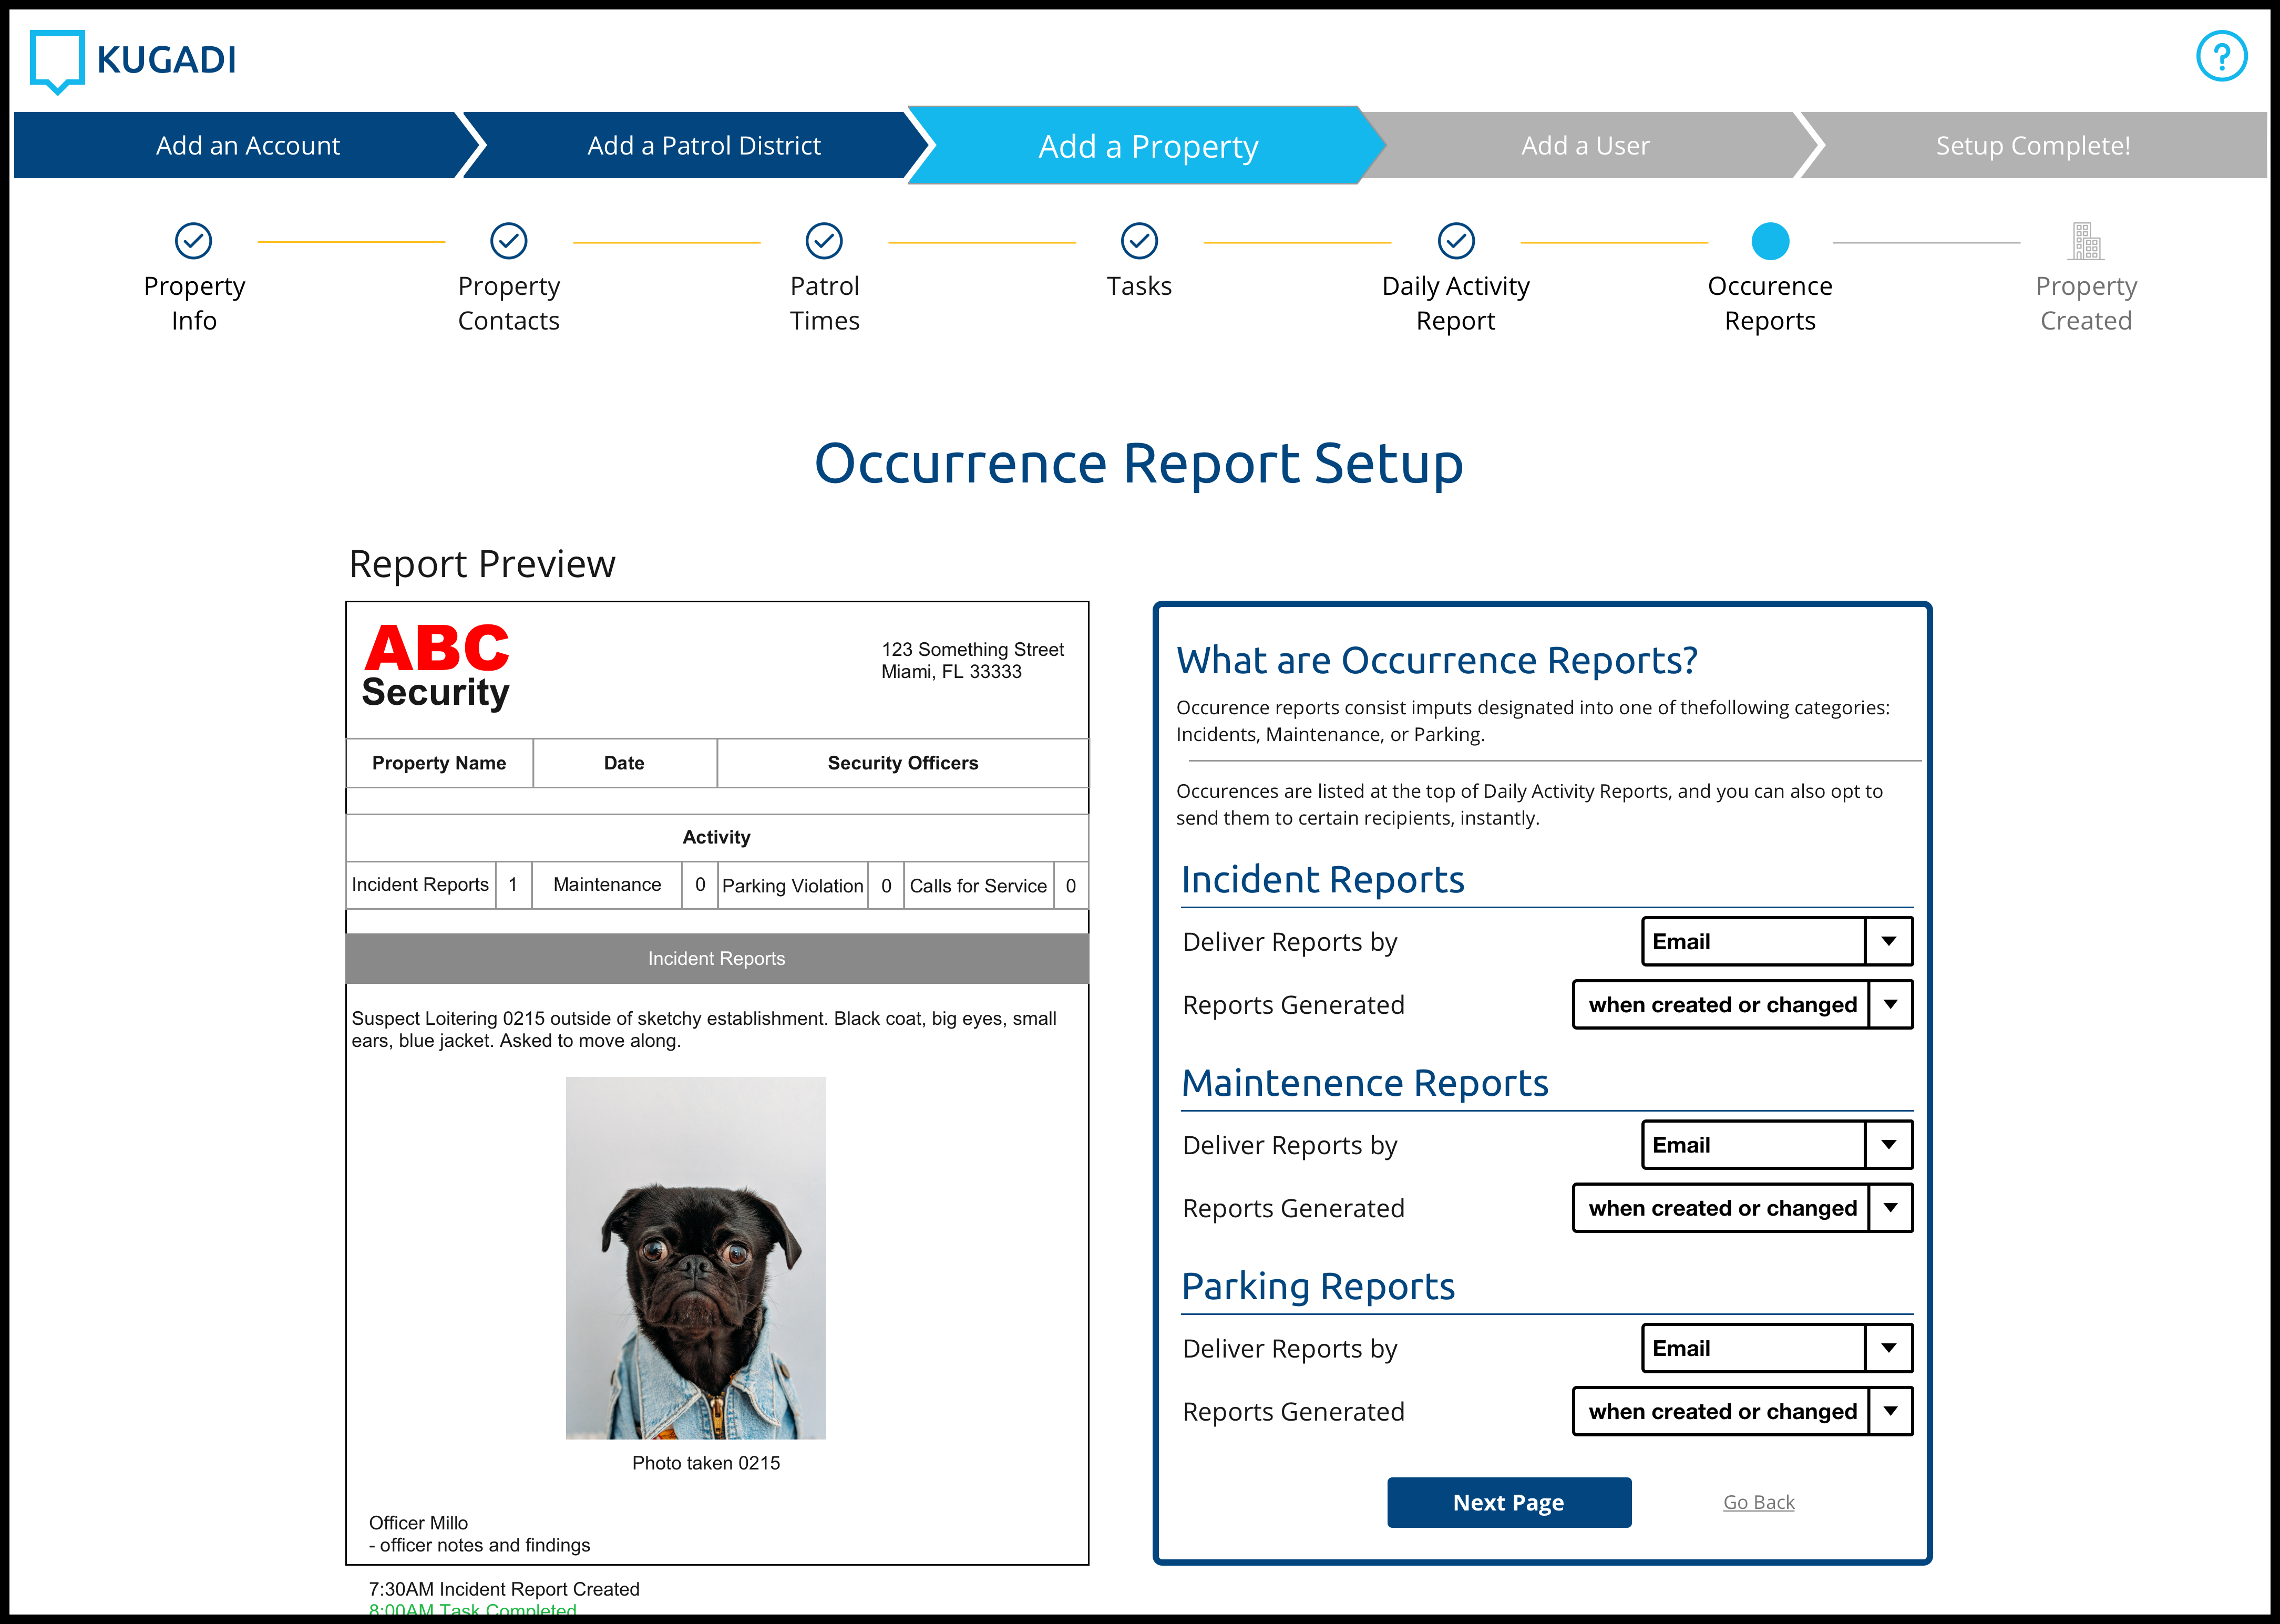 KUGADI
?
Add an Account
Add a Patrol District
Add a Property
Add a User
Setup Complete!
Property
Info
Property
Contacts
Patrol
Times
Tasks
Daily Activity
Report
Occurence
Reports
Property
Created
Occurrence Report Setup
Report Preview
ABC
Security
123 Something Street
Miami, FL 33333
Property Name
Date
Security Officers
Activity
Incident Reports 1 Maintenance 0 Parking Violation 0 Calls for Service 0
Incident Reports
Suspect Loitering 0215 outside of sketchy establishment. Black coat, big eyes, small
ears, blue jacket. Asked to move along.
Photo taken 0215
Officer Millo
- officer notes and findings
7:30AM Incident Report Created
8:00AM Task Completed
What are Occurrence Reports?
Occurence reports consist imputs designated into one of thefollowing categories:
Incidents, Maintenance, or Parking.
Occurences are listed at the top of Daily Activity Reports, and you can also opt to
send them to certain recipients, instantly.
Incident Reports
Deliver Reports by Email
Reports Generated when created or changed
Maintenence Reports
Deliver Reports by Email
Reports Generated when created or changed
Parking Reports
Deliver Reports by Email
Reports Generated when created or changed
Next Page
Go Back